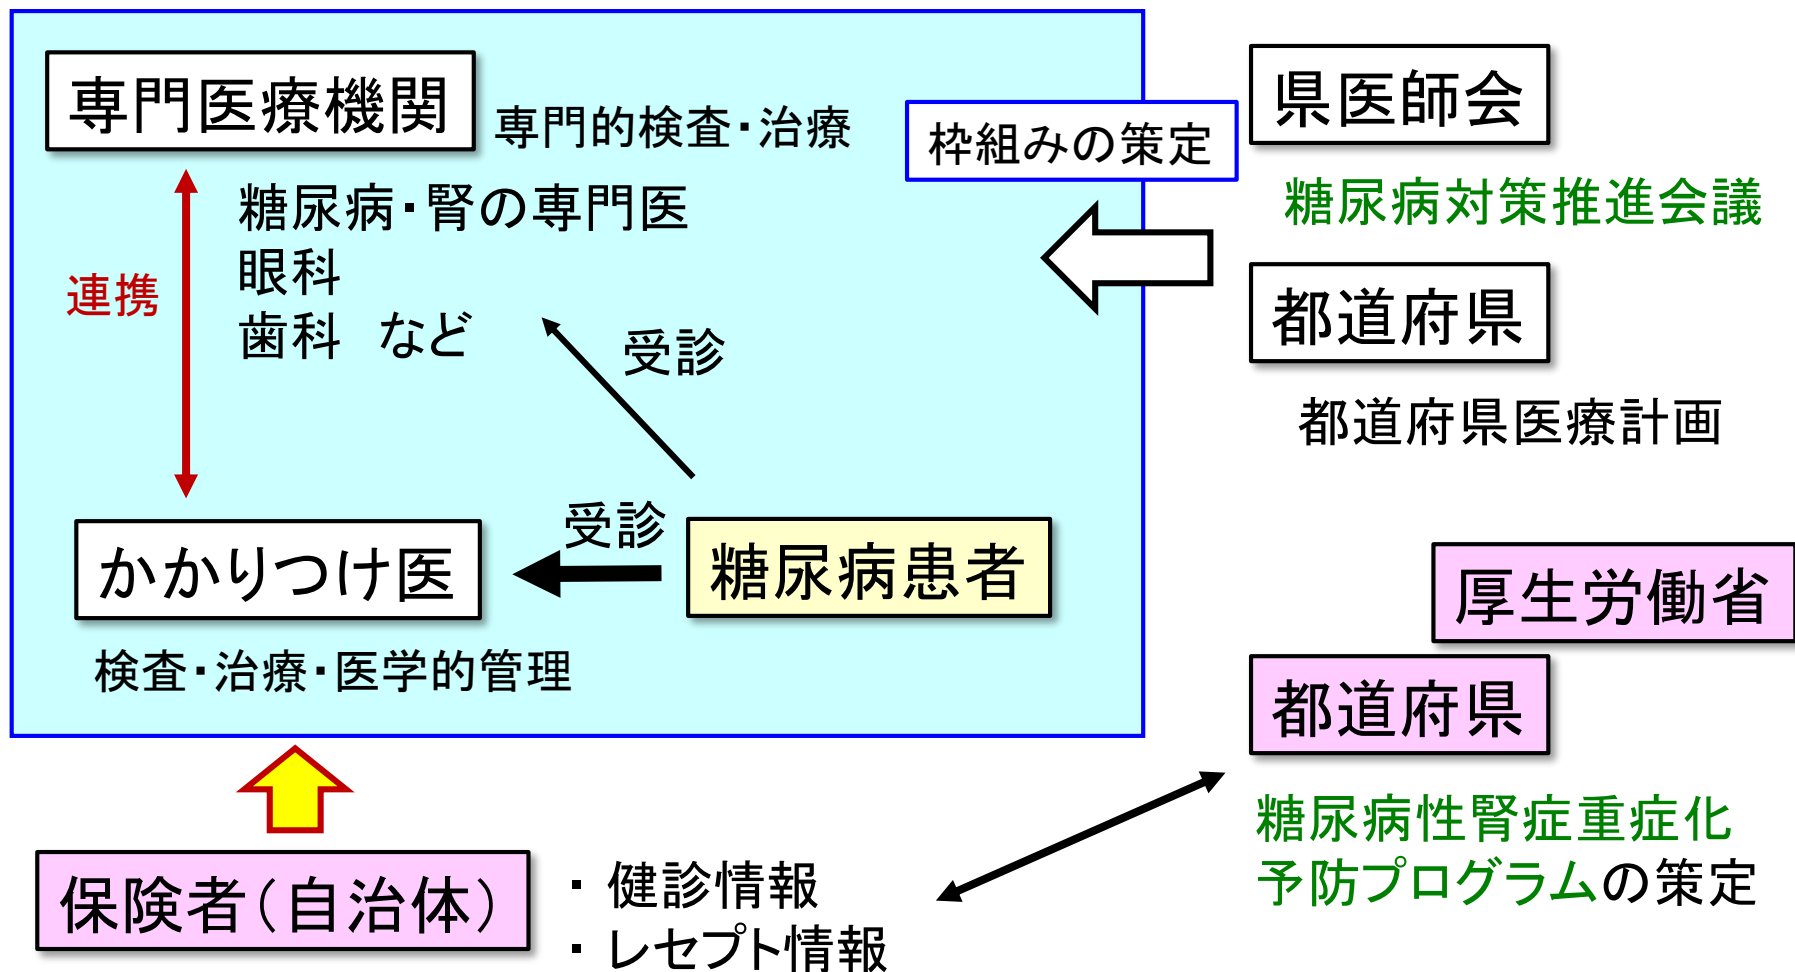 専門医療機関
専門的検査・治療
糖尿病・腎の専門医
眼科
歯科 など
連携
受診
受診
かかりつけ医
糖尿病患者
検査・治療・医学的管理
枠組みの策定
県医師会
糖尿病対策推進会議
都道府県
都道府県医療計画
厚生労働省
都道府県
糖尿病性腎症重症化
予防プログラムの策定
保険者（自治体）
・健診情報
・レセプト情報